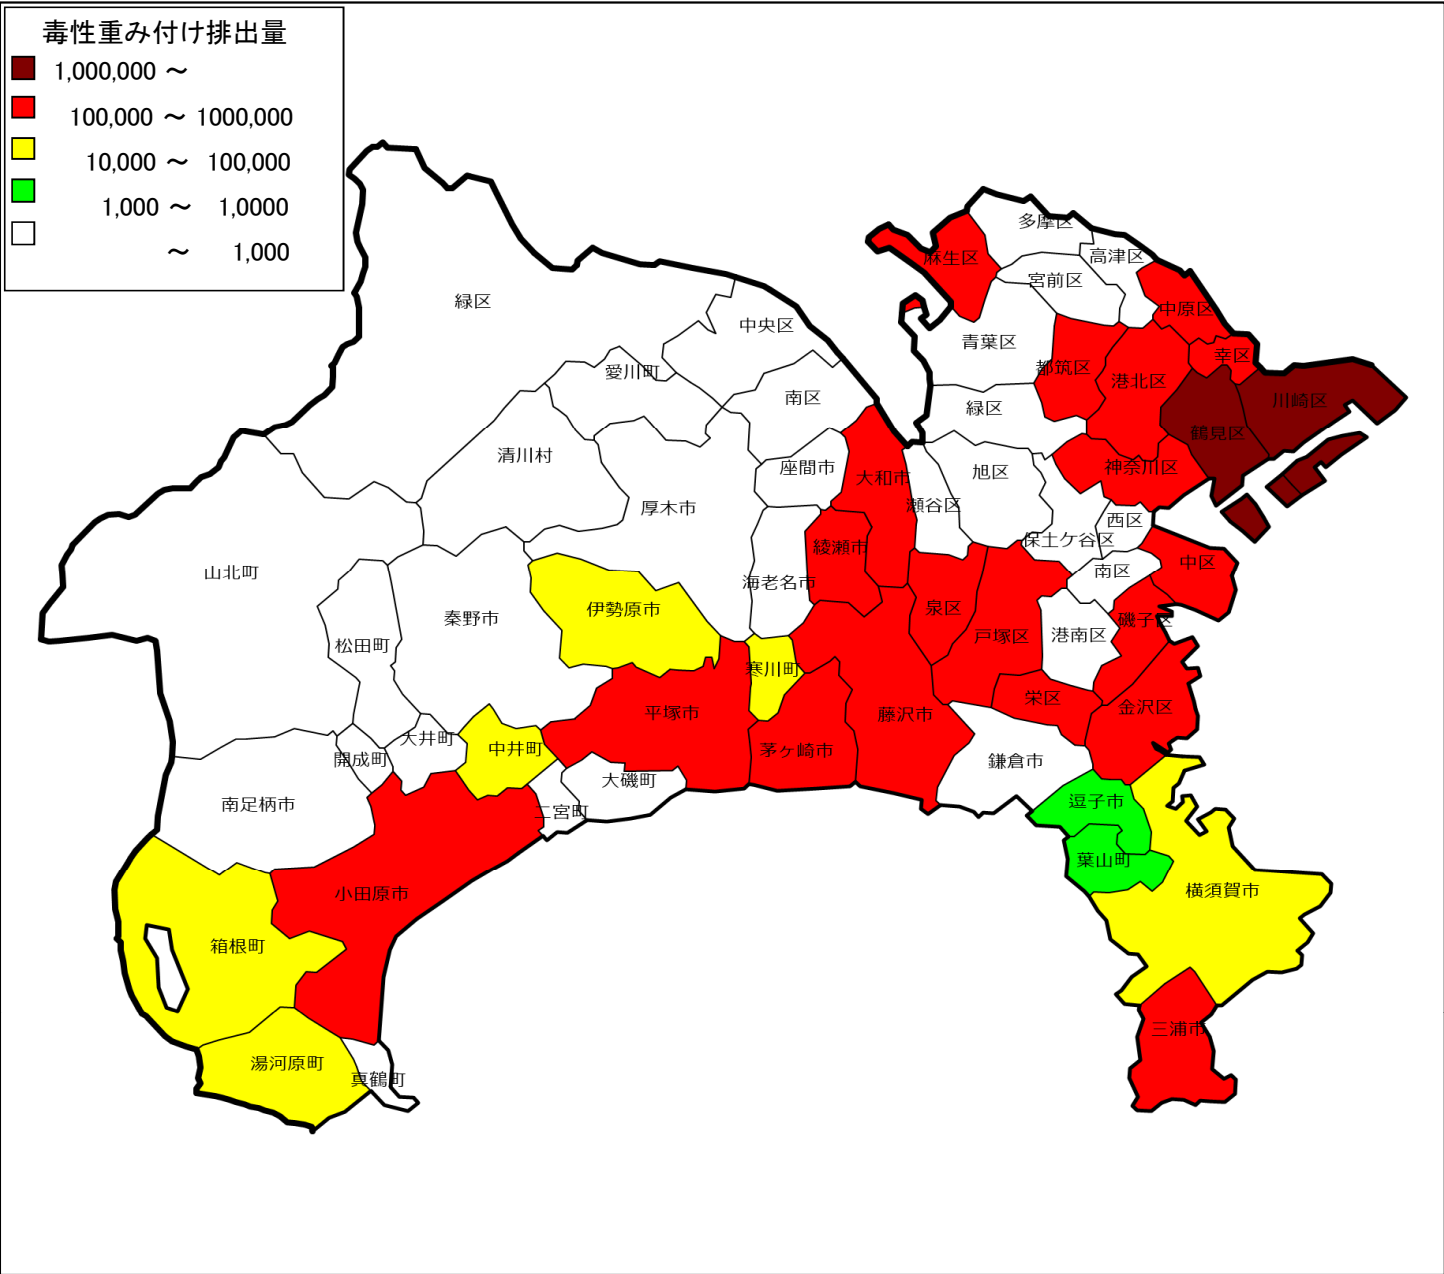 毒性重み付け排出量
1,000,000 ～
100,000 ～ 1000,000
10,000 ～ 100,000
1,000 ～ 1,0000
～ 1,000
多摩区
麻生区
高津区
宮前区
緑区
中原区
中央区
青葉区
幸区
愛川町
都筑区
港北区
南区
川崎区
緑区
鶴見区
清川村
座間市
神奈川区
旭区
大和市
瀬谷区
厚木市
西区
保土ケ谷区
綾瀬市
中区
南区
山北町
海老名市
伊勢原市
泉区
秦野市
磯子区
戸塚区
港南区
松田町
寒川町
栄区
金沢区
平塚市
藤沢市
大井町
中井町
茅ヶ崎市
開成町
鎌倉市
大磯町
南足柄市
逗子市
二宮町
葉山町
小田原市
横須賀市
箱根町
三浦市
湯河原町
真鶴町